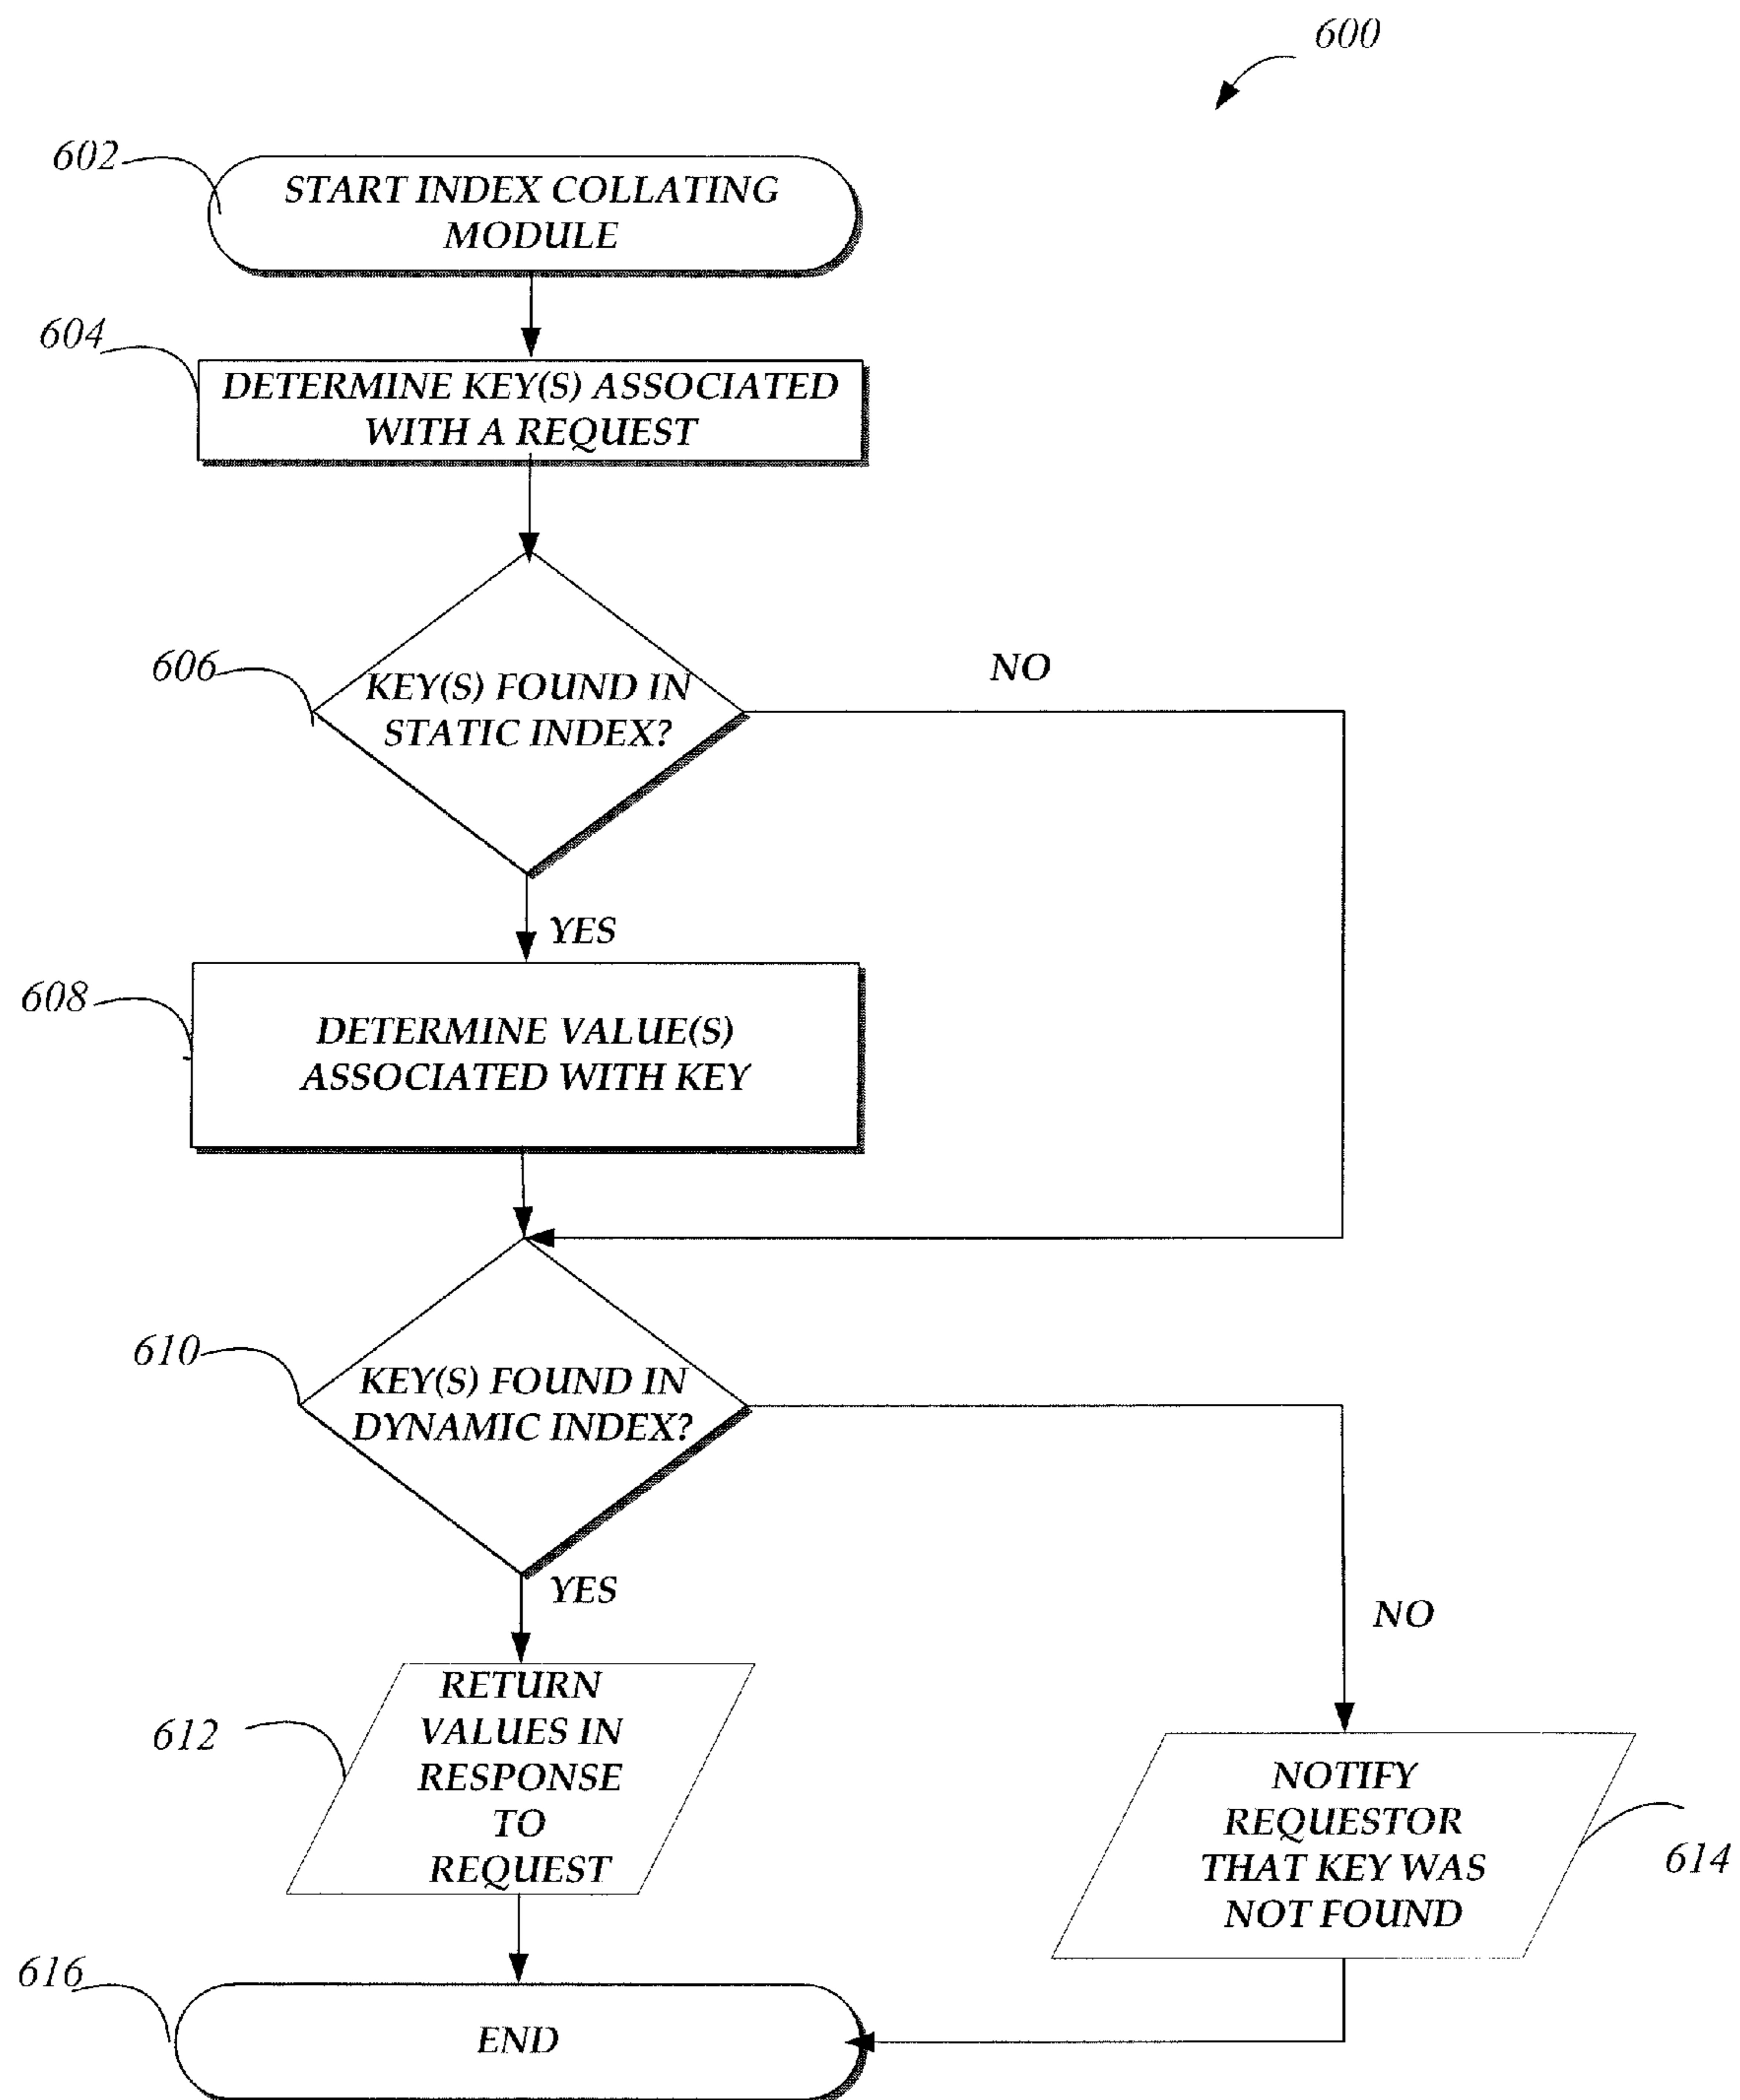 600
602
START INDEX COLLATING
MODULE
604
DETERMINE KEY(S) ASSOCIATED
WITH A REQUEST
606
KEY(S) FOUND IN
STATIC INDEX?
NO
YES
608
DETERMINE VALUE(S)
ASSOCIATED WITH KEY
610
KEY(S) FOUND IN
DYNAMIC INDEX?
YES
NO
612
RETURN
VALUES IN
RESPONSE
TO
REQUEST
NOTIFY
REQUESTOR
THAT KEY WAS
NOT FOUND
614
616
END